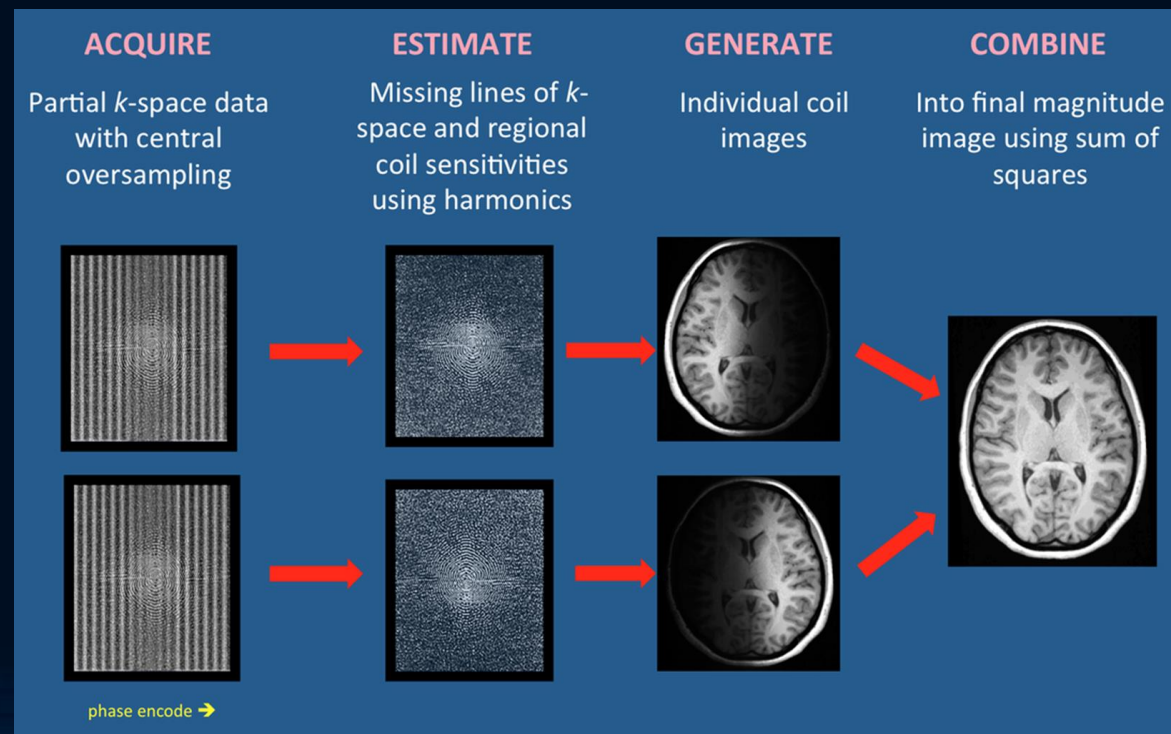 ACQUIRE
Partial k-space data
with central
oversampling
ESTIMATE
Missing lines of k-
space and regional
coil sensitivities
using harmonics
GENERATE
Individual coil
images
COMBINE
Into final magnitude
image using sum of
squares
phase encode →